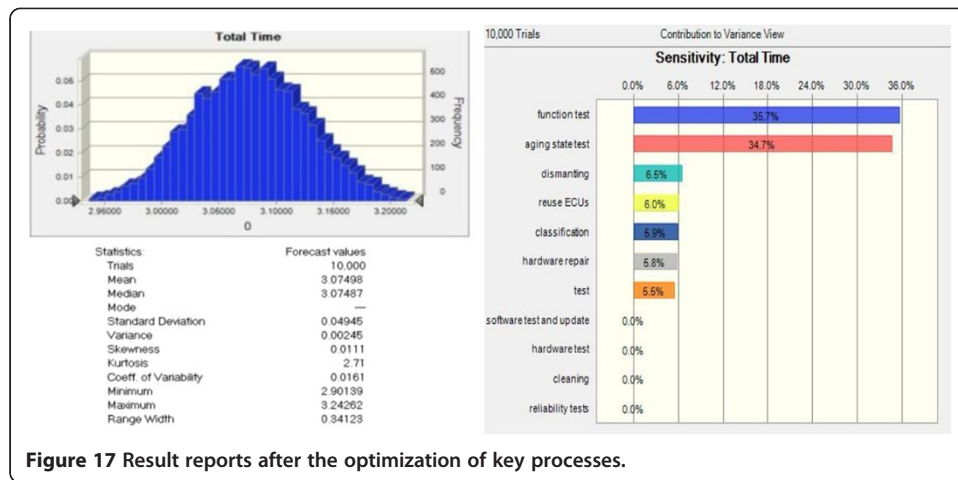 Total Time
Probability
0.06
0.05
0.04
0.03
0.02
0.01
0.00
Frequency
600
500
400
300
200
100
0
2.95000 3.00000 3.05000 3.10000 3.15000 3.20000
0
Statistics: Forecast values
Trials 10.000
Mean 3.07498
Median 3.07487
Mode —
Standard Deviation 0.04945
Variance 0.00245
Skewness 0.0111
Kurtosis 2.71
Coeff. of Variability 0.0161
Minimum 2.90139
Maximum 3.24262
Range Width 0.34123
10,000 Trials Contribution to Variance View
Sensitivity: Total Time
0.0% 6.0% 12.0% 18.0% 24.0% 30.0% 36.0%
function test 35.7%
aging state test 34.7%
dismanting 6.5%
reuse ECUs 6.0%
classification 5.9%
hardware repair 5.8%
test 5.5%
software test and update 0.0%
hardware test 0.0%
cleaning 0.0%
reliability tests 0.0%
Figure 17 Result reports after the optimization of key processes.